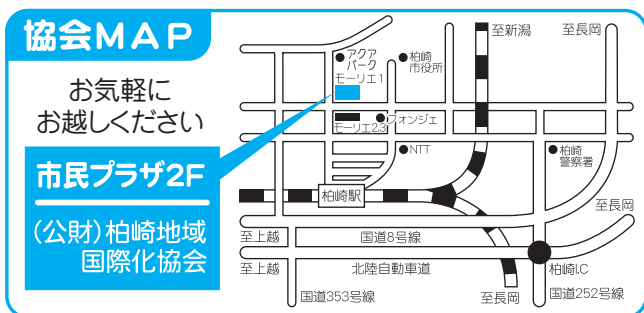 協会MAP
お気軽に
お越しください
市民プラザ2F
(公財)柏崎地域
国際化協会
至新潟
至長岡
アクア
パーク
柏崎
市役所
モーリエ1
モーリエ2.3
フォンジェ
NTT
柏崎
警察署
柏崎駅
至長岡
至上越
国道8号線
至上越
北陸自動車道
柏崎I.C
国道353号線
至長岡
国道252号線